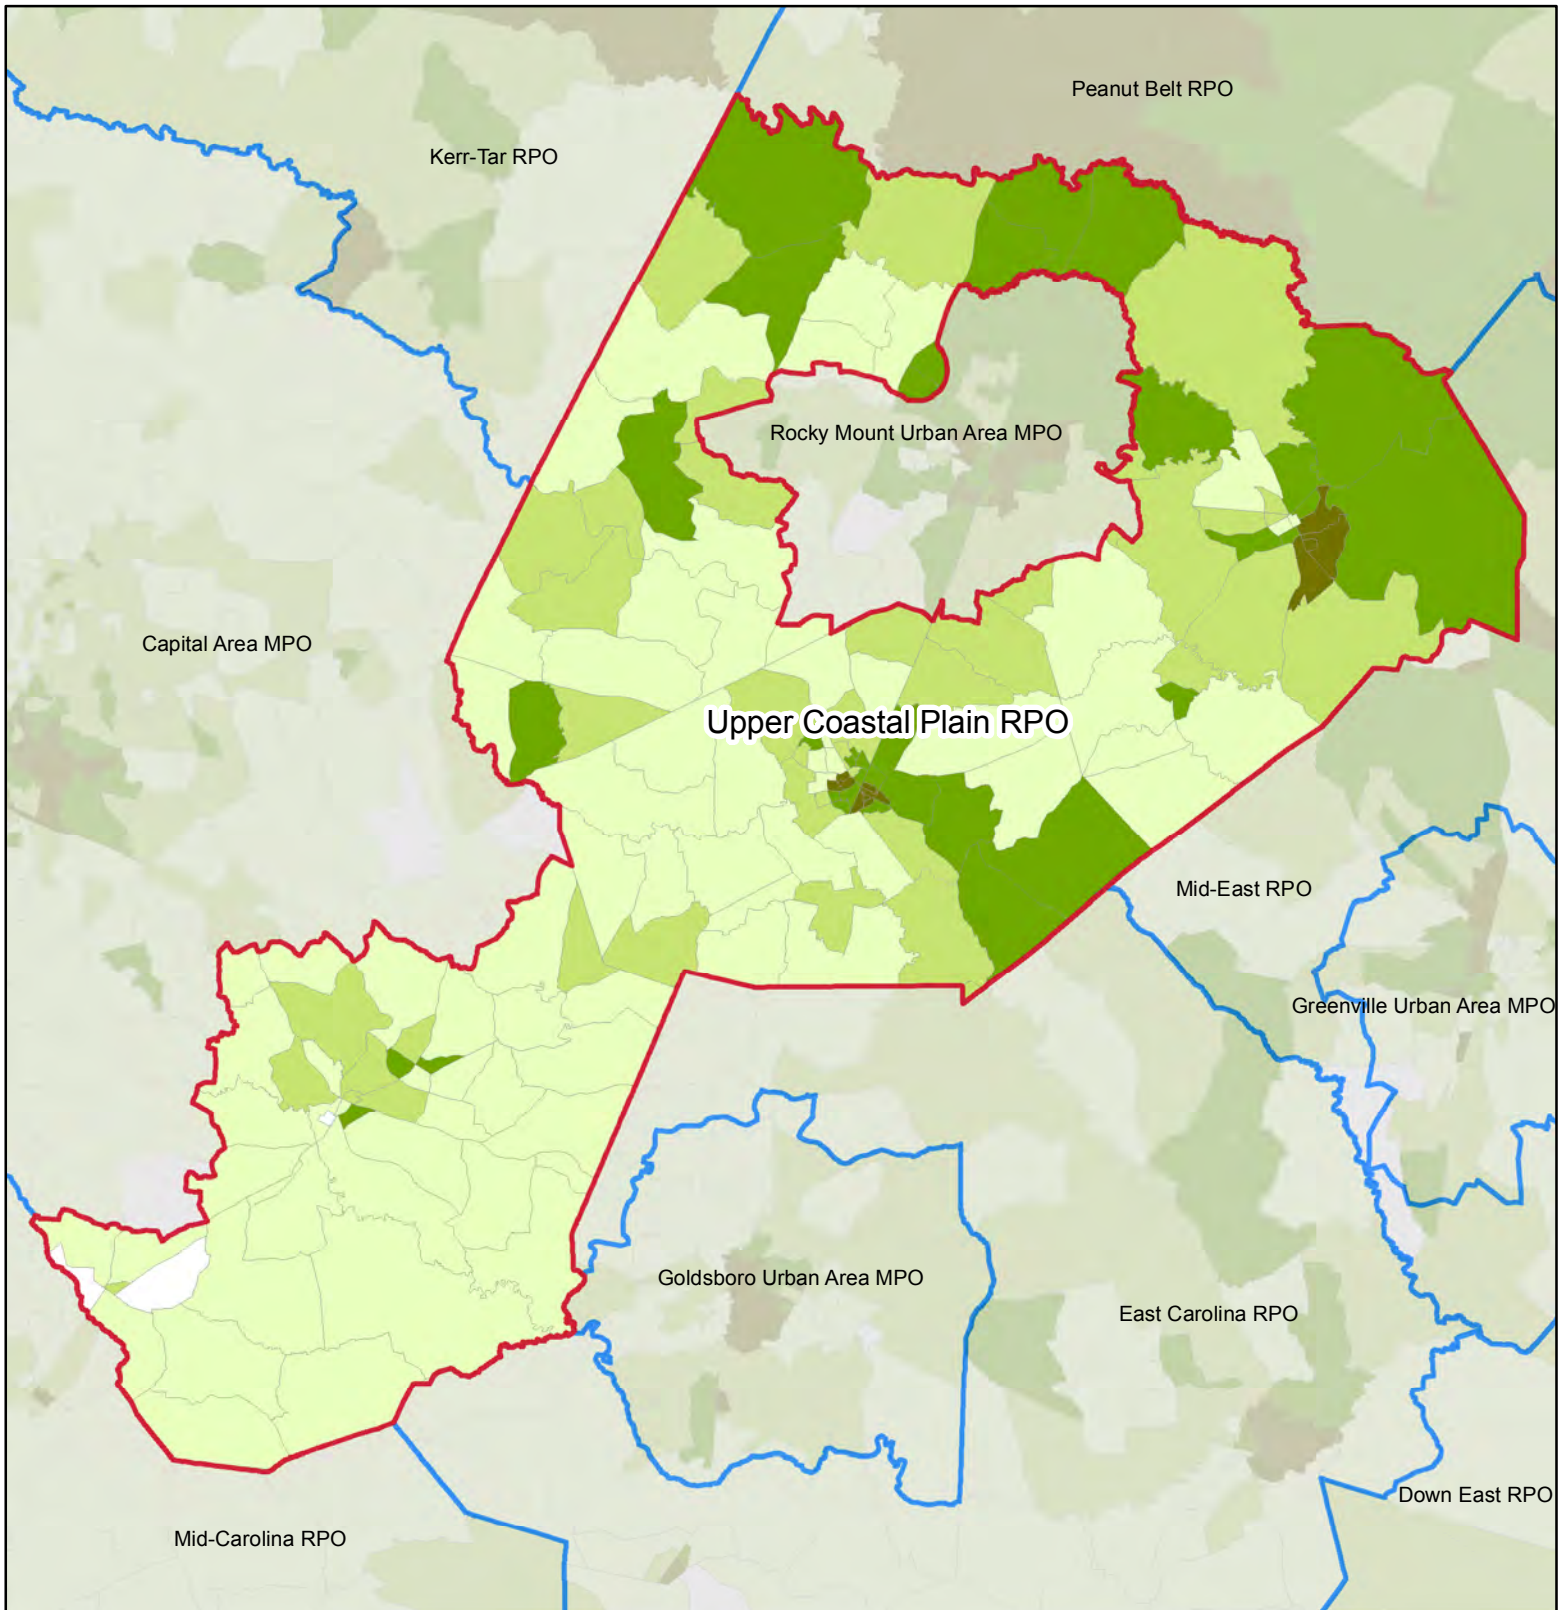 Peanut Belt RPO
Kerr-Tar RPO
Rocky Mount Urban Area MPO
Capital Area MPO
Upper Coastal Plain RPO
Mid-East RPO
Greenville Urban Area MPO
Goldsboro Urban Area MPO
East Carolina RPO
Down East RPO
Mid-Carolina RPO